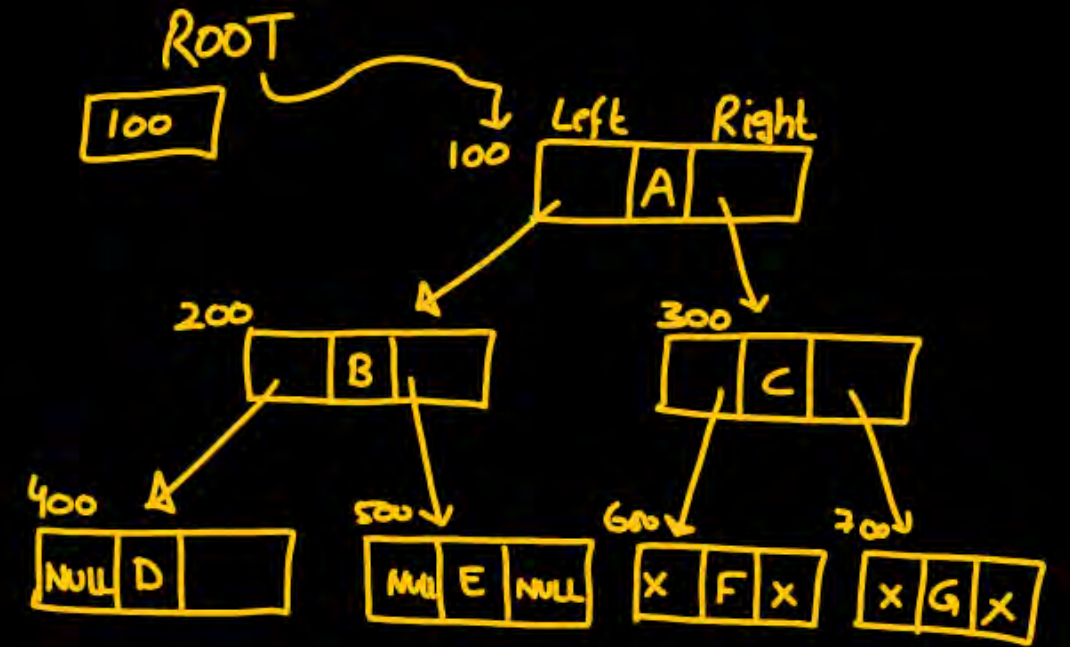 ROOT
100
Left Right
100
A
200
B
300
C
400
NULL D
500
NULL E NULL
600
X F X
700
X G X